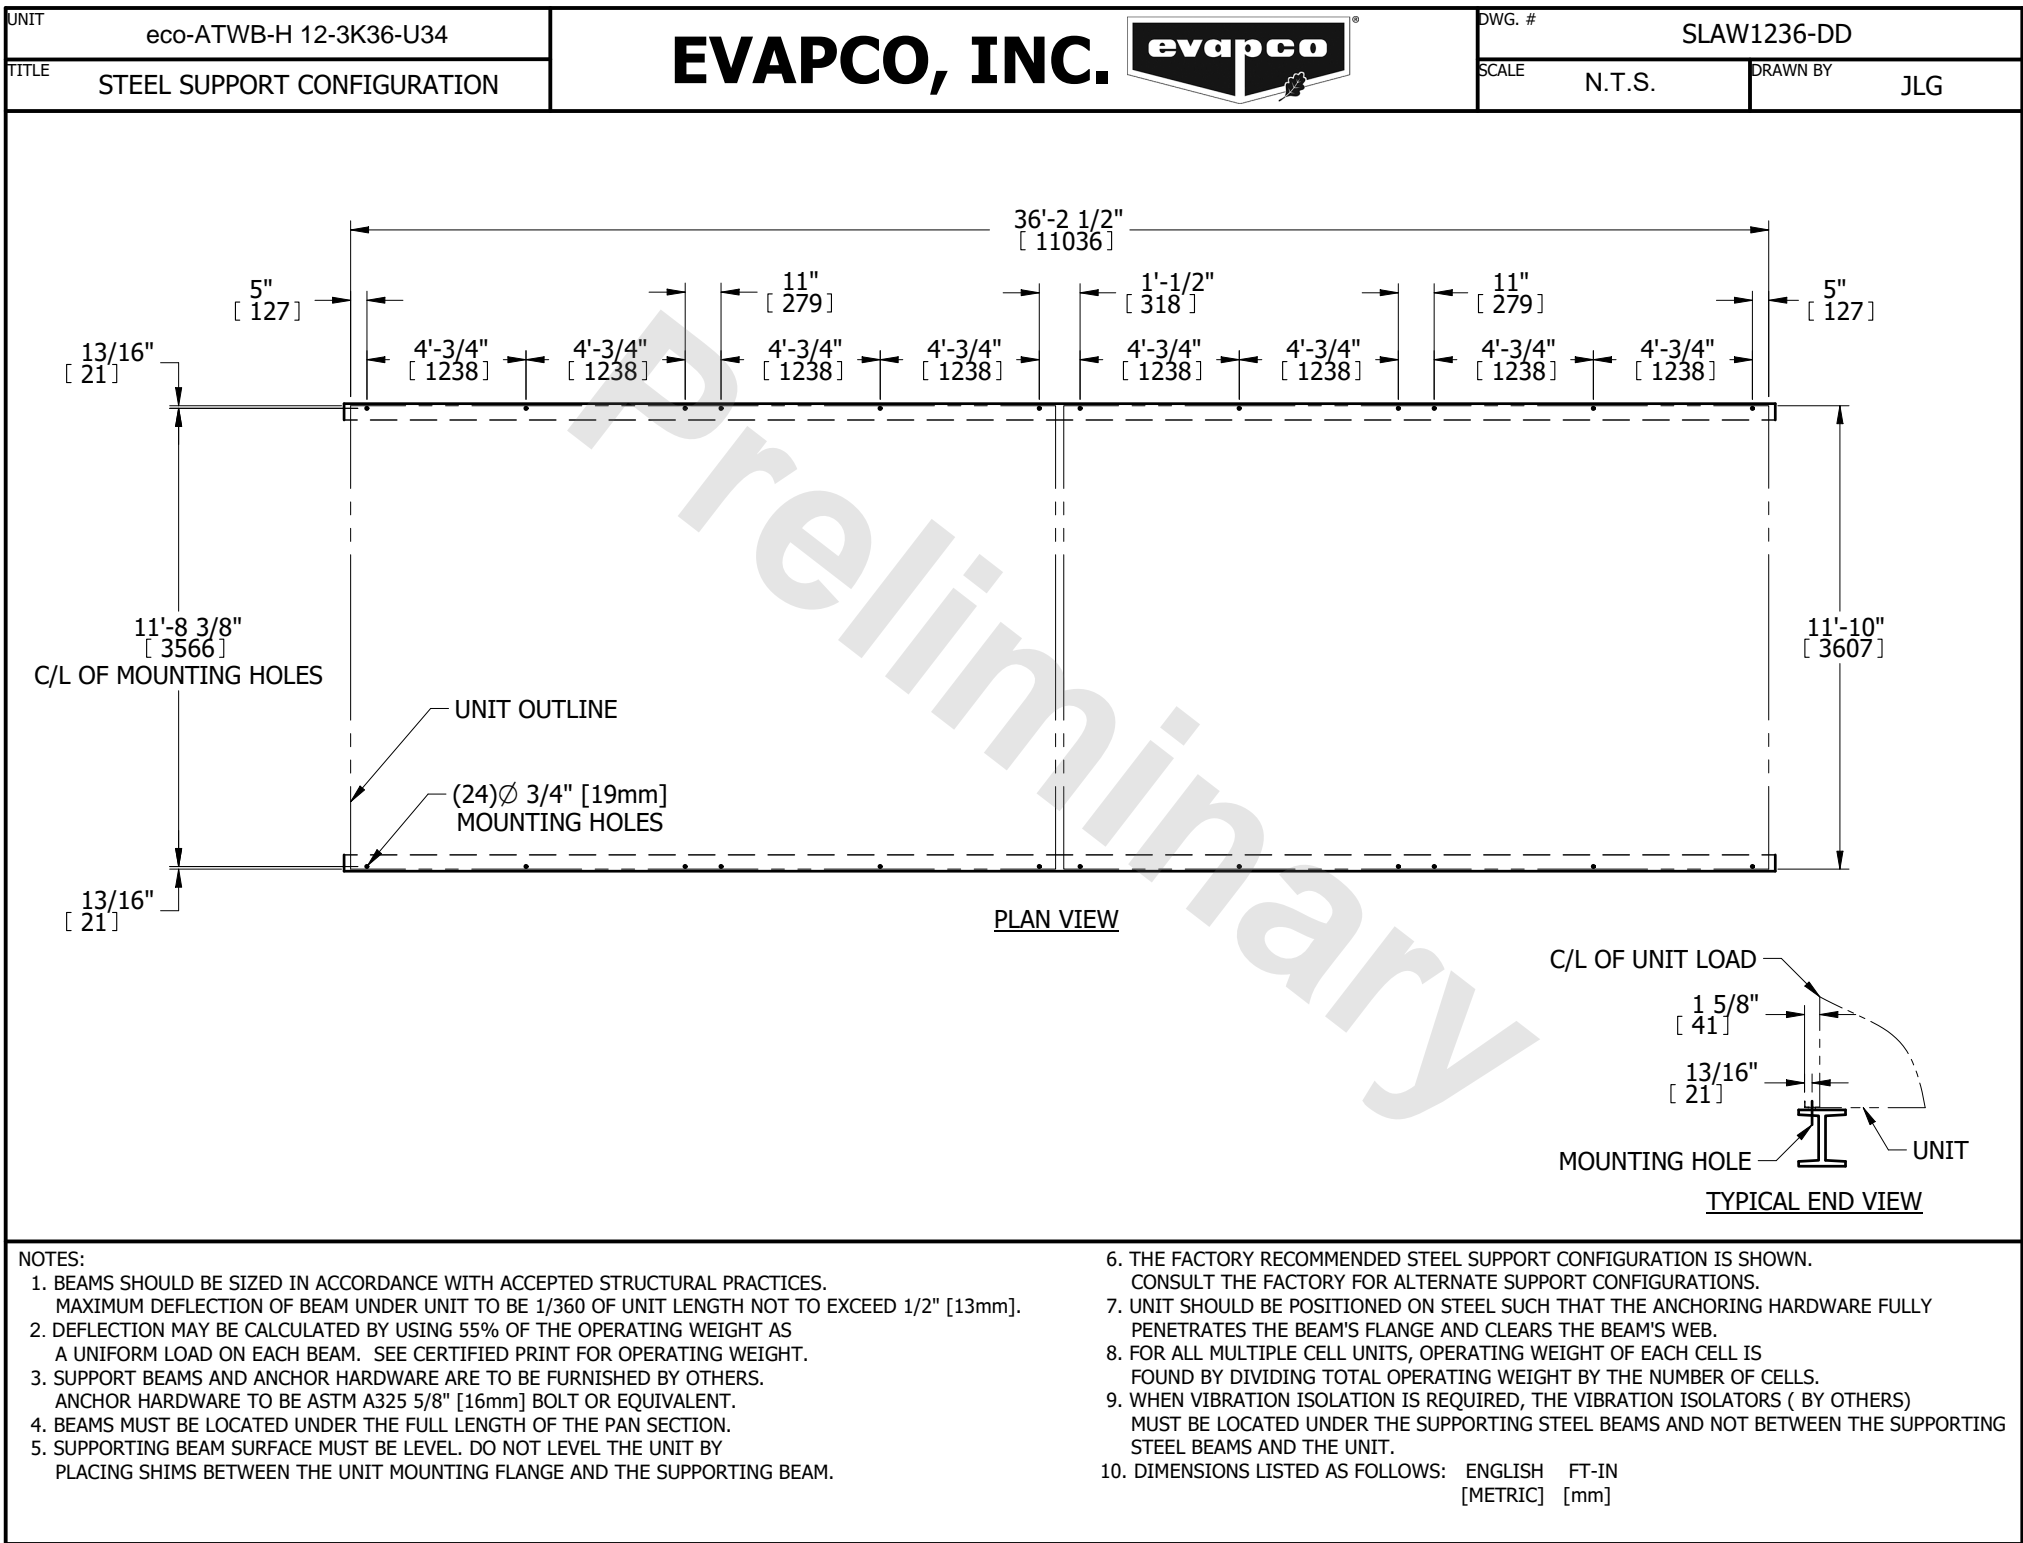 UNIT
eco-ATWB-H 12-3K36-U34
TITLE
STEEL SUPPORT CONFIGURATION
EVAPCO, INC.
evapco
®
DWG. #
SLAW1236-DD
SCALE
N.T.S.
DRAWN BY
JLG
36'-2 1/2"
[ 11036]
5"
[ 127]
11"
[ 279]
1'-1/2"
[ 318 ]
11"
[ 279]
5"
[ 127]
13/16"
[ 21]
4'-3/4"
[ 1238]
4'-3/4"
[ 1238]
4'-3/4"
[ 1238]
4'-3/4"
[ 1238]
4'-3/4"
[ 1238]
4'-3/4"
[ 1238]
4'-3/4"
[ 1238]
4'-3/4"
[ 1238]
11'-8 3/8"
[ 3566]
C/L OF MOUNTING HOLES
11'-10"
[ 3607]
UNIT OUTLINE
(24)∅ 3/4" [19mm]
MOUNTING HOLES
13/16"
[ 21]
PLAN VIEW
Preliminary
C/L OF UNIT LOAD
1 5/8"
[ 41]
13/16"
[ 21]
MOUNTING HOLE
UNIT
TYPICAL END VIEW
NOTES:
1. BEAMS SHOULD BE SIZED IN ACCORDANCE WITH ACCEPTED STRUCTURAL PRACTICES.
MAXIMUM DEFLECTION OF BEAM UNDER UNIT TO BE 1/360 OF UNIT LENGTH NOT TO EXCEED 1/2" [13mm].
2. DEFLECTION MAY BE CALCULATED BY USING 55% OF THE OPERATING WEIGHT AS
A UNIFORM LOAD ON EACH BEAM. SEE CERTIFIED PRINT FOR OPERATING WEIGHT.
3. SUPPORT BEAMS AND ANCHOR HARDWARE ARE TO BE FURNISHED BY OTHERS.
ANCHOR HARDWARE TO BE ASTM A325 5/8" [16mm] BOLT OR EQUIVALENT.
4. BEAMS MUST BE LOCATED UNDER THE FULL LENGTH OF THE PAN SECTION.
5. SUPPORTING BEAM SURFACE MUST BE LEVEL. DO NOT LEVEL THE UNIT BY
PLACING SHIMS BETWEEN THE UNIT MOUNTING FLANGE AND THE SUPPORTING BEAM.
6. THE FACTORY RECOMMENDED STEEL SUPPORT CONFIGURATION IS SHOWN.
CONSULT THE FACTORY FOR ALTERNATE SUPPORT CONFIGURATIONS.
7. UNIT SHOULD BE POSITIONED ON STEEL SUCH THAT THE ANCHORING HARDWARE FULLY
PENETRATES THE BEAM'S FLANGE AND CLEARS THE BEAM'S WEB.
8. FOR ALL MULTIPLE CELL UNITS, OPERATING WEIGHT OF EACH CELL IS
FOUND BY DIVIDING TOTAL OPERATING WEIGHT BY THE NUMBER OF CELLS.
9. WHEN VIBRATION ISOLATION IS REQUIRED, THE VIBRATION ISOLATORS ( BY OTHERS)
MUST BE LOCATED UNDER THE SUPPORTING STEEL BEAMS AND NOT BETWEEN THE SUPPORTING
STEEL BEAMS AND THE UNIT.
10. DIMENSIONS LISTED AS FOLLOWS: ENGLISH FT-IN
[METRIC] [mm]